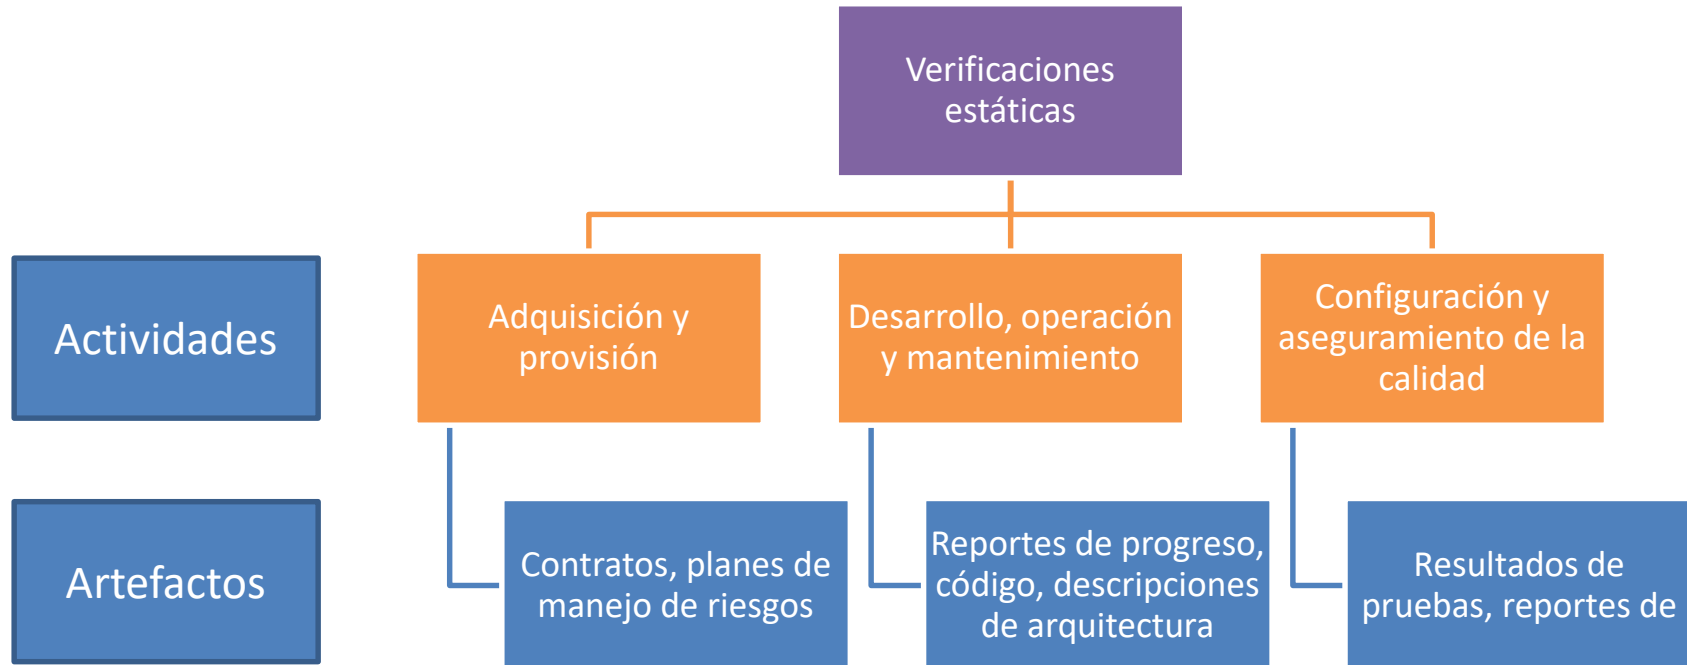 Verificaciones
estáticas
Actividades
Adquisición y
provisión
Desarrollo, operación
y mantenimiento
Configuración y
aseguramiento de la
calidad
Artefactos
Contratos, planes de
manejo de riesgos
Reportes de progreso,
código, descripciones
de arquitectura
Resultados de
pruebas, reportes de